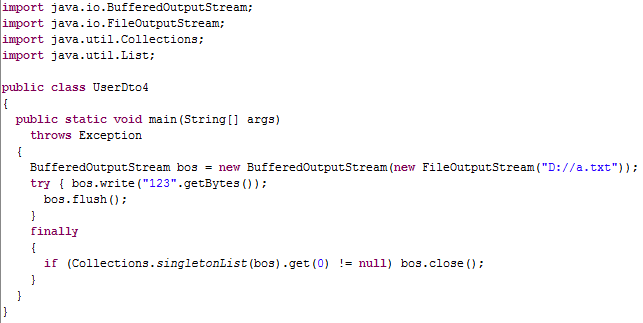 import java.io.BufferedOutputStream;
import java.io.FileOutputStream;
import java.util.Collections;
import java.util.List;

public class UserDto4
{
  public static void main(String[] args)
    throws Exception
  {
    BufferedOutputStream bos = new BufferedOutputStream(new FileOutputStream("D://a.txt"));
    try { bos.write("123".getBytes());
      bos.flush();
    }
    finally
    {
      if (Collections.singletonList(bos).get(0) != null) bos.close();
    }
  }
}